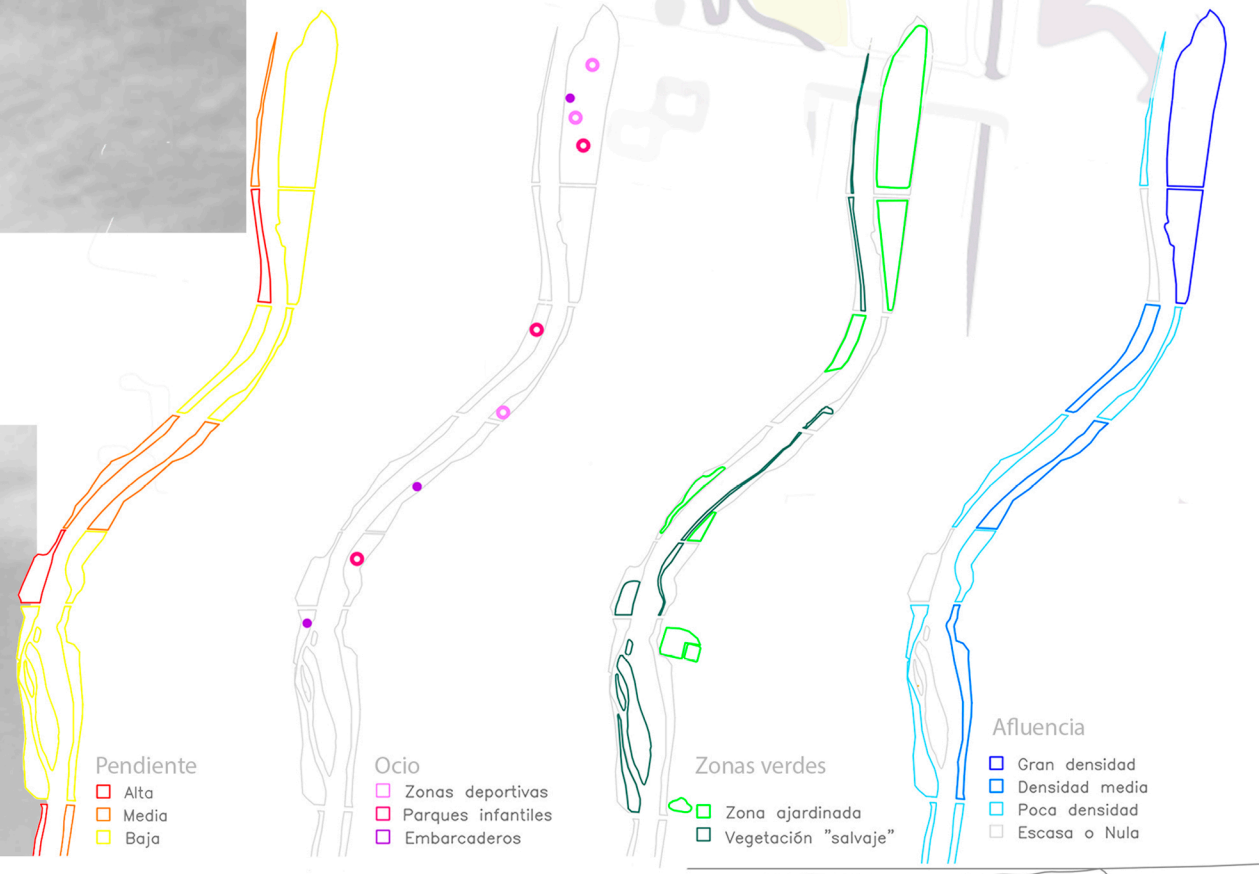 Pendiente
Alta
Media
Baja
Ocio
Zonas deportivas
Parques infantiles
Embarcaderos
Zonas verdes
Zona ajardinada
Vegetación "salvaje"
Afluencia
Gran densidad
Densidad media
Poca densidad
Escasa o Nula